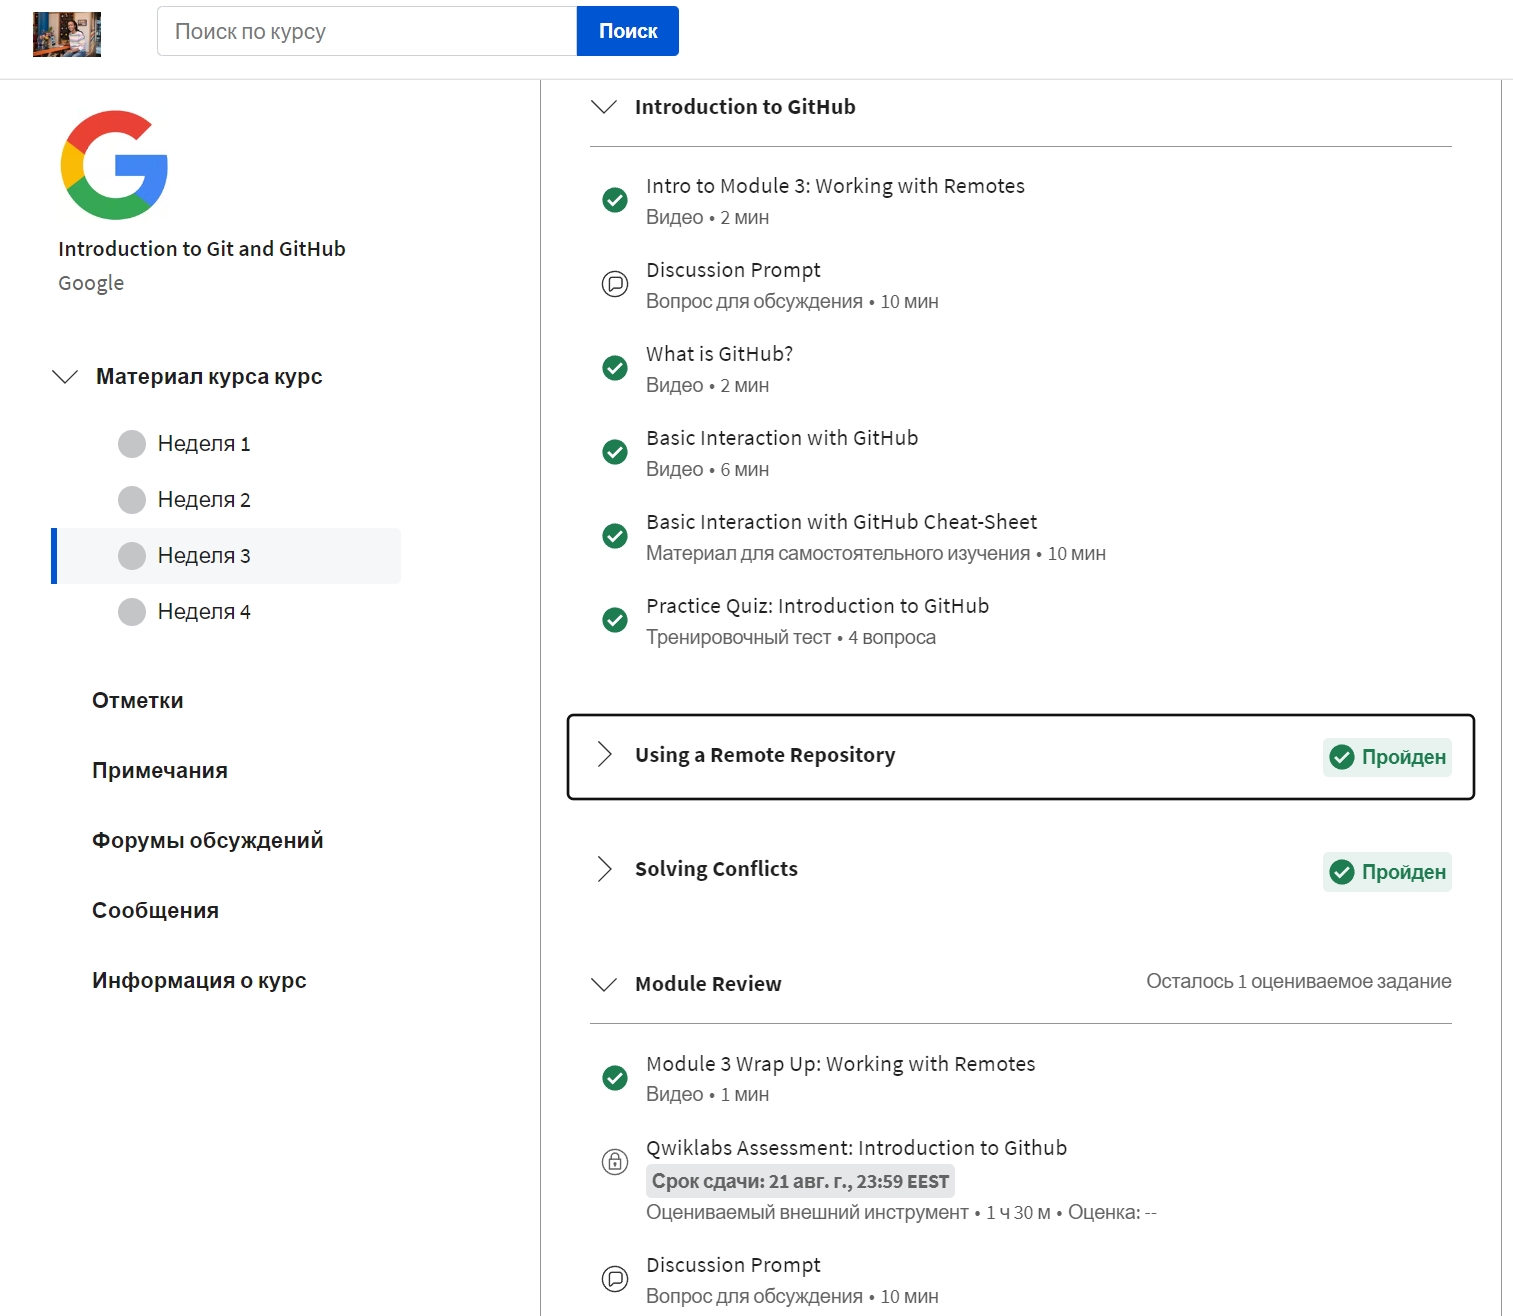 Поиск по курсу
Поиск
Introduction to Git and GitHub
Google
Материал курса курс
Неделя 1
Неделя 2
Неделя 3
Неделя 4
Отметки
Примечания
Форумы обсуждений
Сообщения
Информация о курс
Introduction to GitHub
Intro to Module 3: Working with Remotes
Видео • 2 мин
Discussion Prompt
Вопрос для обсуждения • 10 мин
What is GitHub?
Видео • 2 мин
Basic Interaction with GitHub
Видео • 6 мин
Basic Interaction with GitHub Cheat-Sheet
Материал для самостоятельного изучения • 10 мин
Practice Quiz: Introduction to GitHub
Тренировочный тест • 4 вопроса
Using a Remote Repository
Пройден
Solving Conflicts
Пройден
Module Review
Осталось 1 оцениваемое задание
Module 3 Wrap Up: Working with Remotes
Видео • 1 мин
Qwiklabs Assessment: Introduction to Github
Срок сдачи: 21 авг. г., 23:59 EEST
Оцениваемый внешний инструмент • 1 ч 30 м • Оценка: --
Discussion Prompt
Вопрос для обсуждения • 10 мин